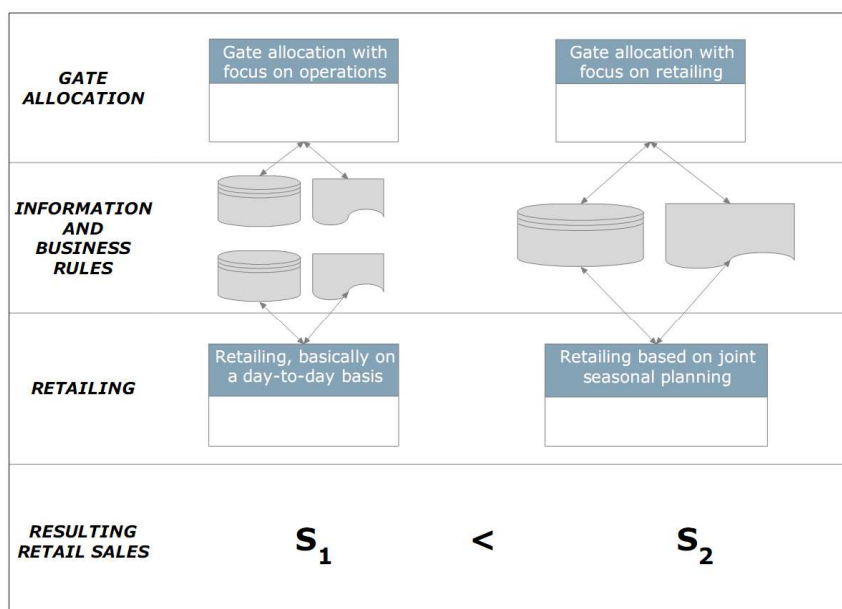 GATE
ALLOCATION
Gate allocation with
focus on operations
Gate allocation with
focus on retailing
INFORMATION
AND
BUSINESS
RULES
RETAILING
Retailing, basically on
a day-to-day basis
Retailing based on joint
seasonal planning
RESULTING
RETAIL SALES
S1 < S2